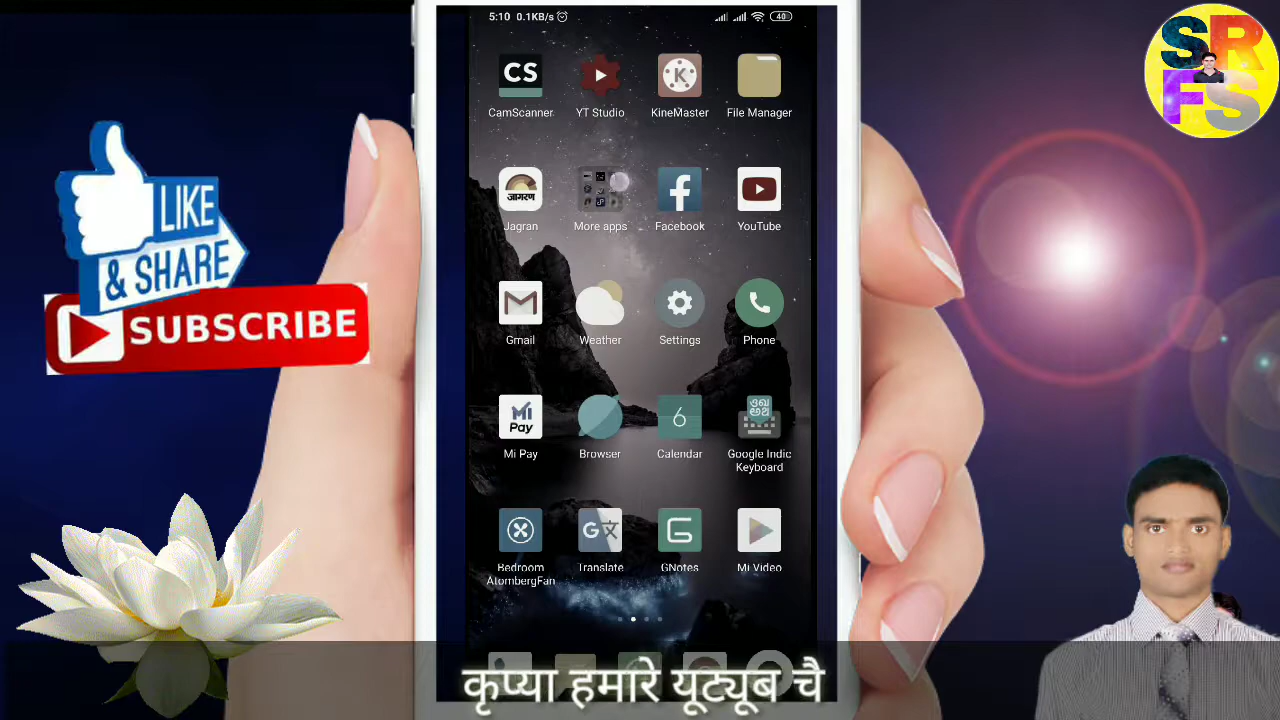 5:10 0.1KB/s 40
SR
FS
CS
K
CamScanner YT Studio KineMaster File Manager
जागरण
Jagran More apps Facebook YouTube
LIKE
& SHARE
SUBSCRIBE
Gmail Weather Settings Phone
Mi
Pay
6
Mi Pay Browser Calendar Google Indic
Keyboard
G
Bedroom Translate GNotes Mi Video
AtombergFan
कृप्या हमारे यूट्यूब चै